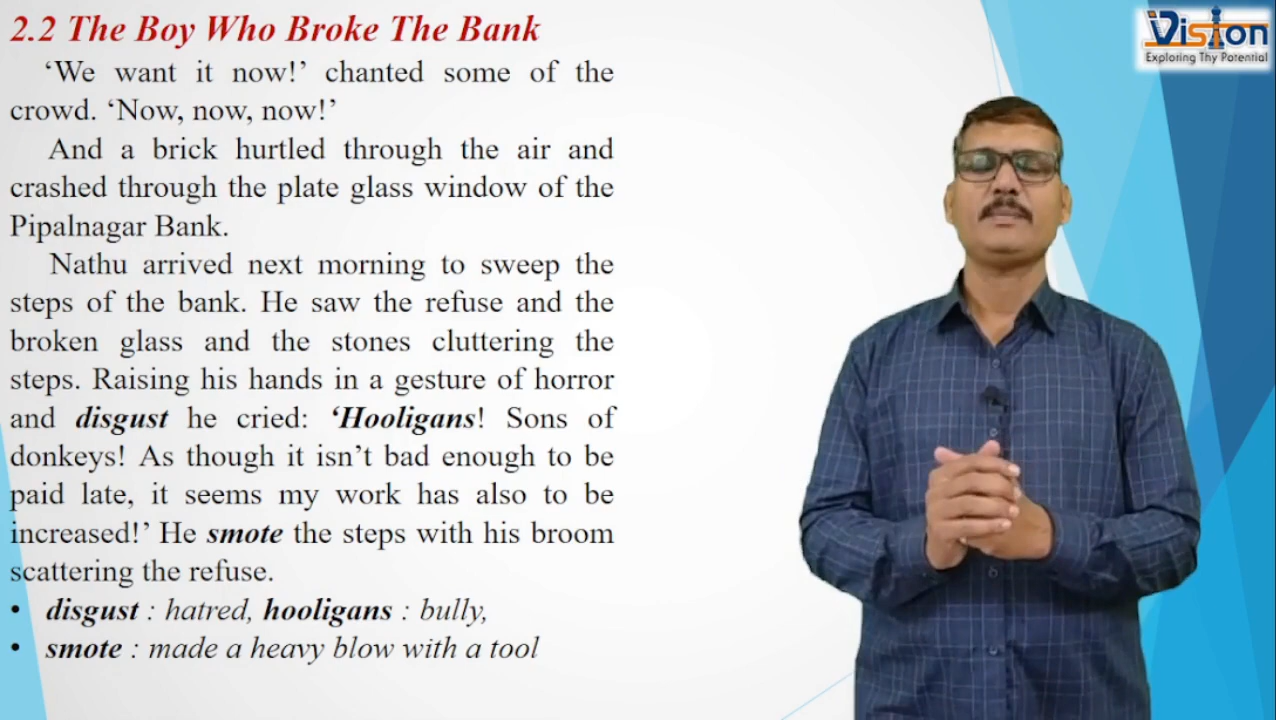 2.2 The Boy Who Broke The Bank
‘We want it now!’ chanted some of the
crowd. ‘Now, now, now!’
And a brick hurtled through the air and
crashed through the plate glass window of the
Pipalnagar Bank.
Nathu arrived next morning to sweep the
steps of the bank. He saw the refuse and the
broken glass and the stones cluttering the
steps. Raising his hands in a gesture of horror
and disgust he cried: ‘Hooligans! Sons of
donkeys! As though it isn’t bad enough to be
paid late, it seems my work has also to be
increased!’ He smote the steps with his broom
scattering the refuse.
• disgust : hatred, hooligans : bully,
• smote : made a heavy blow with a tool
Vision
Exploring Thy Potential